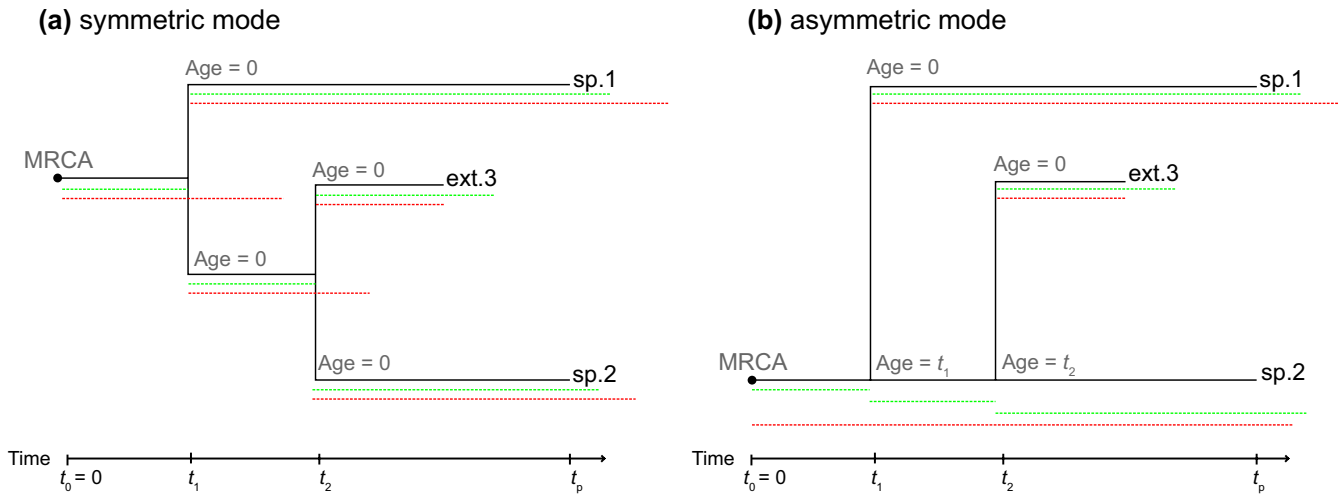 (a) symmetric mode
Age = 0
sp.1
MRCA
Age = 0
ext.3
Age = 0
Age = 0
sp.2
Time
t0 = 0
t1
t2
tp
(b) asymmetric mode
Age = 0
sp.1
Age = 0
ext.3
MRCA
Age = t1
Age = t2
sp.2
Time
t0 = 0
t1
t2
tp